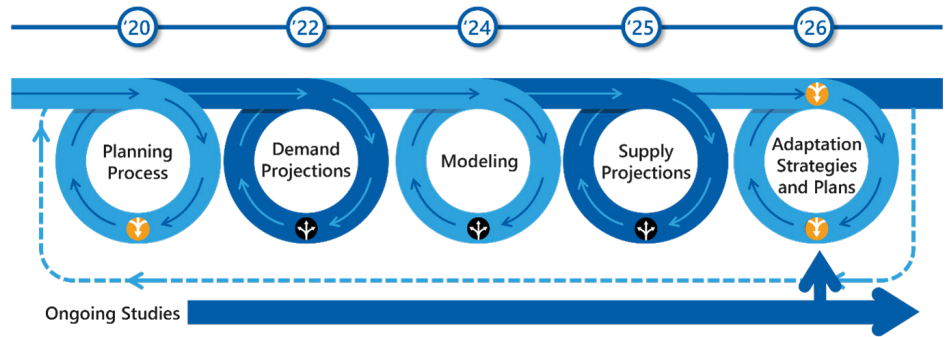 '20
'22
'24
'25
'26
Planning
Process
Demand
Projections
Modeling
Supply
Projections
Adaptation
Strategies
and Plans
Ongoing Studies